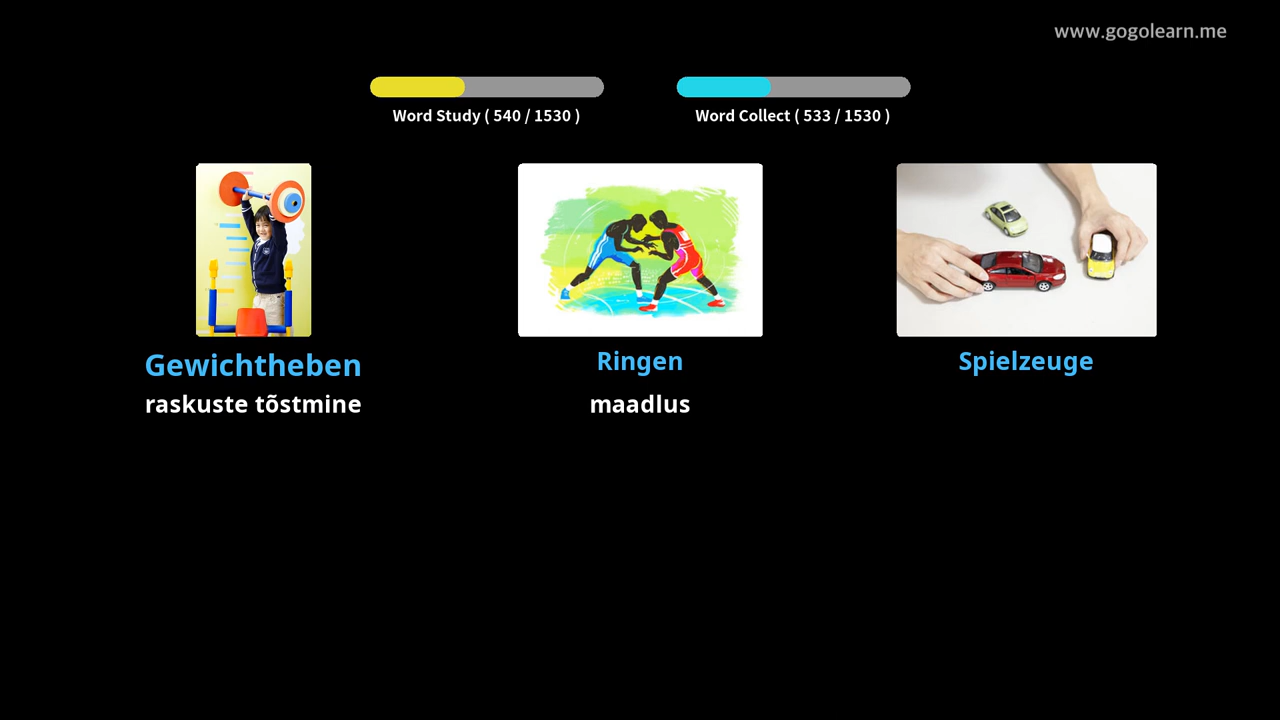 www.gogolearn.me
Word Study ( 540 / 1530 )
Word Collect ( 533 / 1530 )
Gewichtheben
Ringen
Spielzeuge
raskuste tõstmine
maadlus